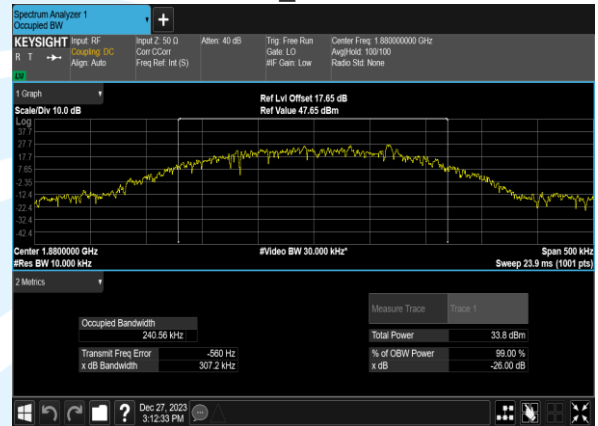 Spectrum Analyzer 1
Occupied BW
+
KEYSIGHT
R T
LVI
Input: RF
Coupling: DC
Align: Auto
Input Z: 50 Ω
Corr CCorr
Freq Ref: Int (S)
Atten: 40 dB
Trig: Free Run
Gate: LO
#IF Gain: Low
Center Freq: 1.880000000 GHz
Avg|Hold: 100/100
Radio Std: None
1 Graph
Scale/Div 10.0 dB
Ref Lvl Offset 17.65 dB
Ref Value 47.65 dBm
Log
37.7
27.7
17.7
7.65
-2.35
-12.4
-22.4
-32.4
-42.4
Center 1.8800000 GHz
#Res BW 10.000 kHz
#Video BW 30.000 kHz*
Span 500 kHz
Sweep 23.9 ms (1001 pts)
2 Metrics
Measure Trace Trace 1
Occupied Bandwidth
240.56 kHz
Total Power 33.8 dBm
Transmit Freq Error -560 Hz
% of OBW Power 99.00 %
x dB Bandwidth 307.2 kHz
x dB -26.00 dB
?
Dec 27, 2023
3:12:33 PM